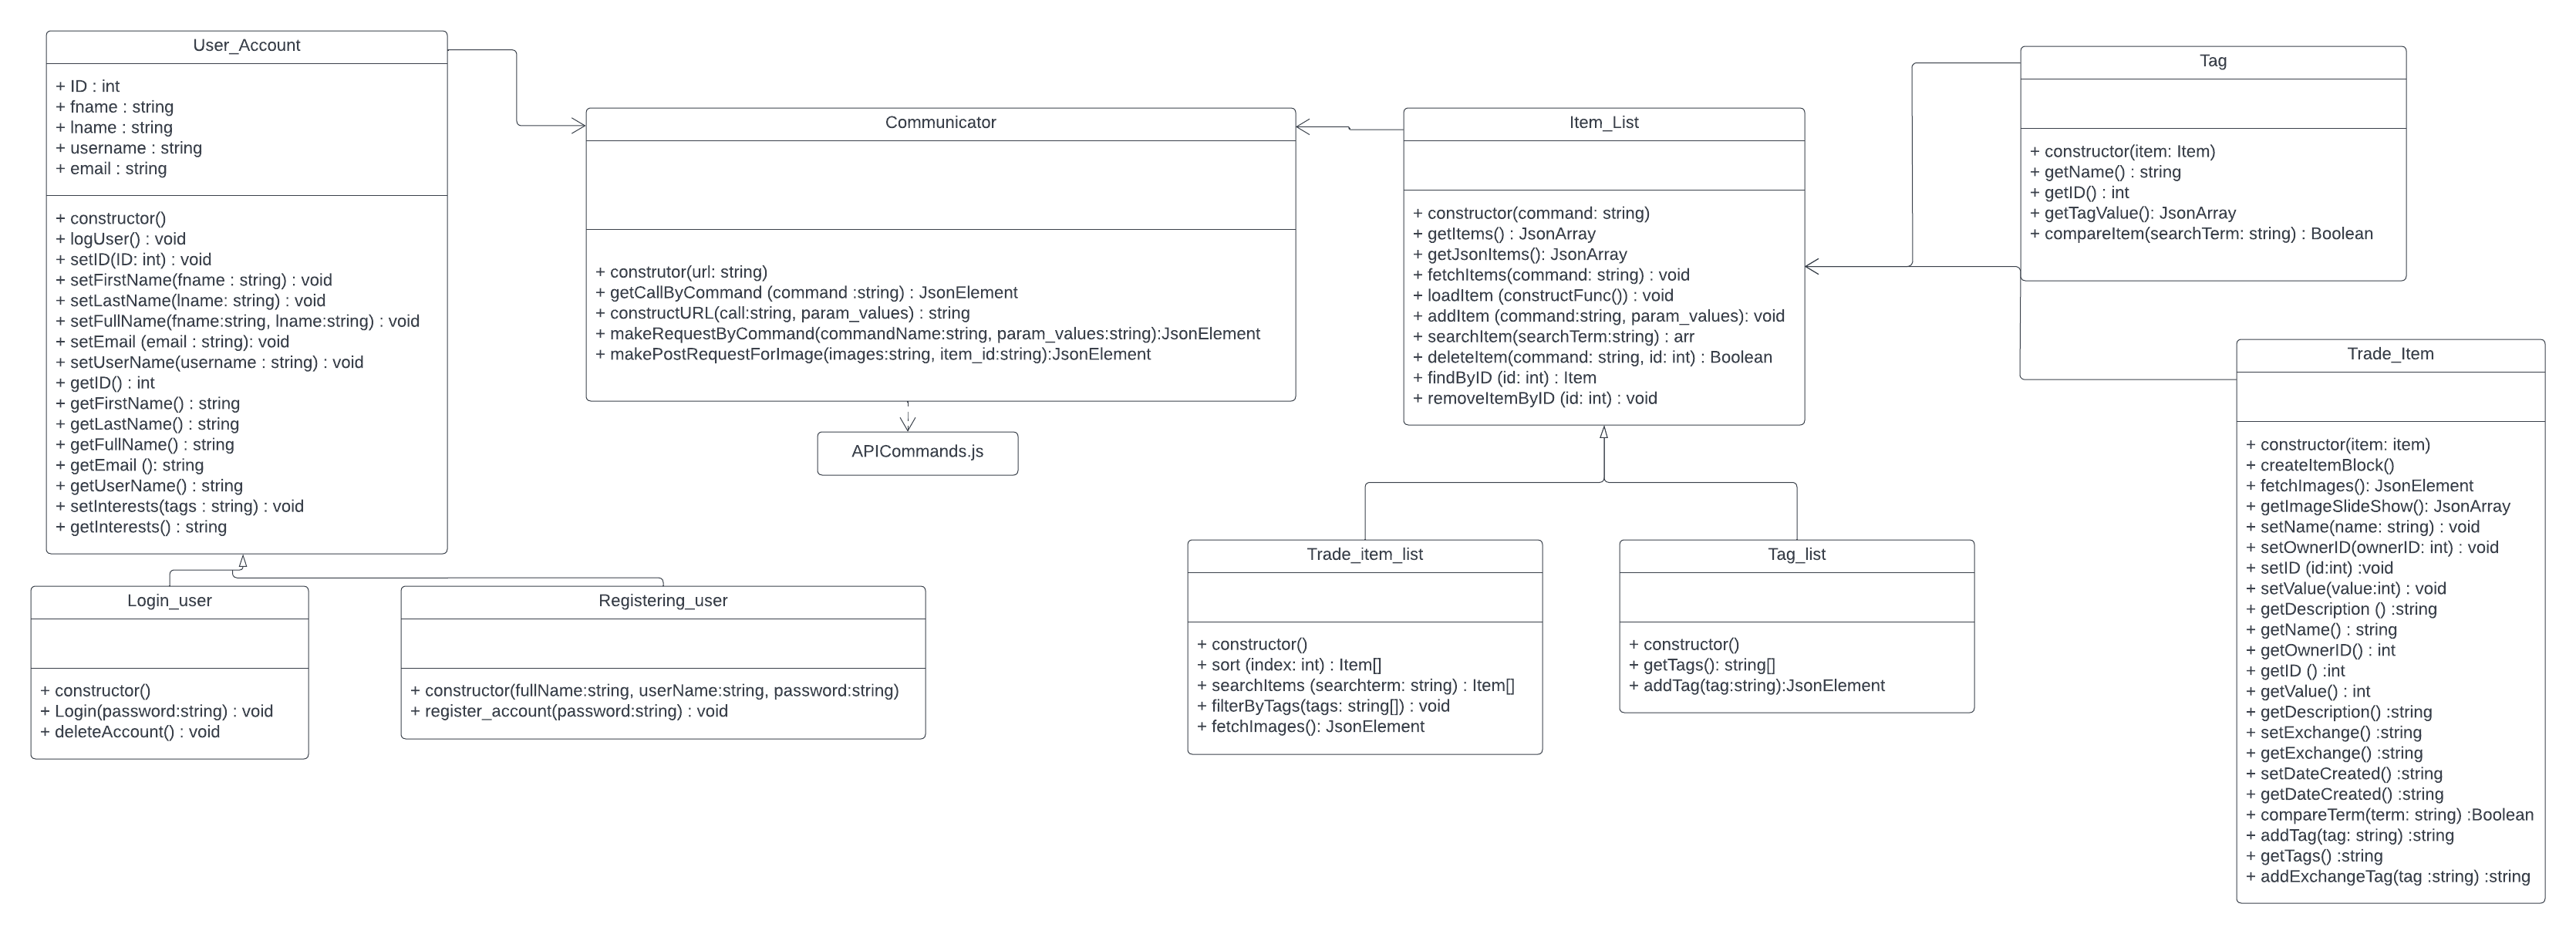 User_Account
+ ID : int
+ fname : string
+ lname : string
+ username : string
+ email : string
+ constructor()
+ logUser() : void
+ setID(ID: int) : void
+ setFirstName(fname : string) : void
+ setLastName(lname: string) : void
+ setFullName(fname:string, lname:string) : void
+ setEmail (email : string): void
+ setUserName(username : string) : void
+ getID() : int
+ getFirstName() : string
+ getLastName() : string
+ getFullName() : string
+ getEmail (): string
+ getUserName() : string
+ setInterests(tags : string) : void
+ getInterests() : string
Login_user
+ constructor()
+ Login(password:string) : void
+ deleteAccount() : void
Registering_user
+ constructor(fullName:string, userName:string, password:string)
+ register_account(password:string) : void
Communicator
+ construtor(url: string)
+ getCallByCommand (command :string) : JsonElement
+ constructURL(call:string, param_values) : string
+ makeRequestByCommand(commandName:string, param_values:string):JsonElement
+ makePostRequestForImage(images:string, item_id:string):JsonElement
APICommands.js
Item_List
+ constructor(command: string)
+ getItems() : JsonArray
+ getJsonItems(): JsonArray
+ fetchItems(command: string) : void
+ loadItem (constructFunc()) : void
+ addItem (command:string, param_values): void
+ searchItem(searchTerm:string) : arr
+ deleteItem(command: string, id: int) : Boolean
+ findByID (id: int) : Item
+ removeItemByID (id: int) : void
Trade_item_list
+ constructor()
+ sort (index: int) : Item[]
+ searchItems (searchterm: string) : Item[]
+ filterByTags(tags: string[]) : void
+ fetchImages(): JsonElement
Tag_list
+ constructor()
+ getTags(): string[]
+ addTag(tag:string):JsonElement
Tag
+ constructor(item: Item)
+ getName() : string
+ getID() : int
+ getTagValue(): JsonArray
+ compareItem(searchTerm: string) : Boolean
Trade_Item
+ constructor(item: item)
+ createItemBlock()
+ fetchImages(): JsonElement
+ getImageSlideShow(): JsonArray
+ setName(name: string) : void
+ setOwnerID(ownerID: int) : void
+ setID (id:int) :void
+ setValue(value:int) : void
+ getDescription () :string
+ getName() : string
+ getOwnerID() : int
+ getID () :int
+ getValue() : int
+ getDescription() :string
+ setExchange() :string
+ getExchange() :string
+ setDateCreated() :string
+ getDateCreated() :string
+ compareTerm(term: string) :Boolean
+ addTag(tag: string) :string
+ getTags() :string
+ addExchangeTag(tag :string) :string